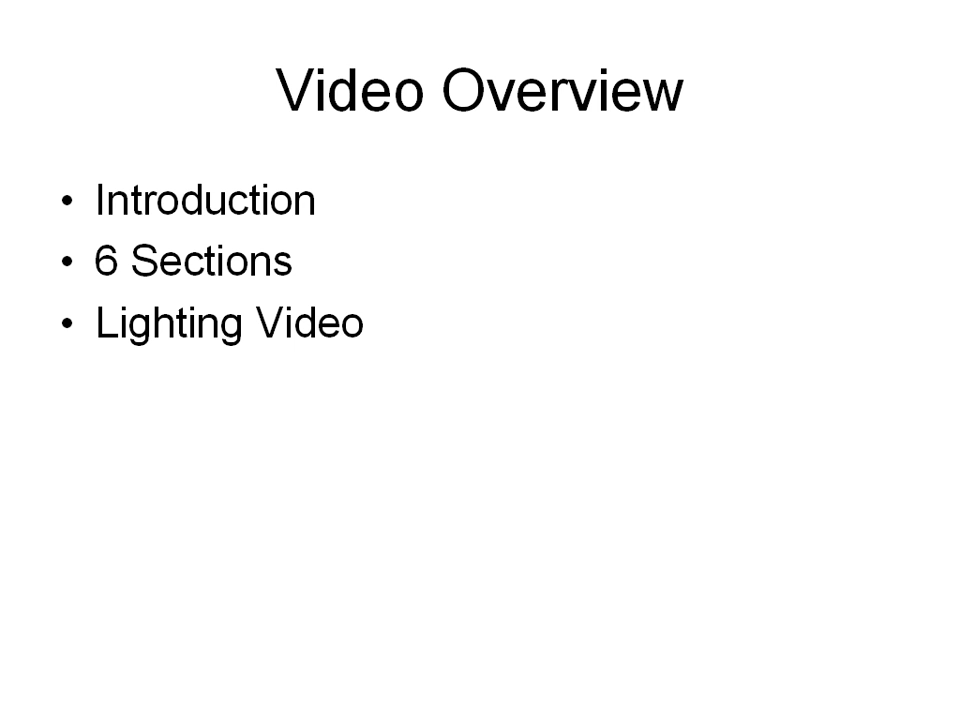 Video Overview
• Introduction
• 6 Sections
• Lighting Video